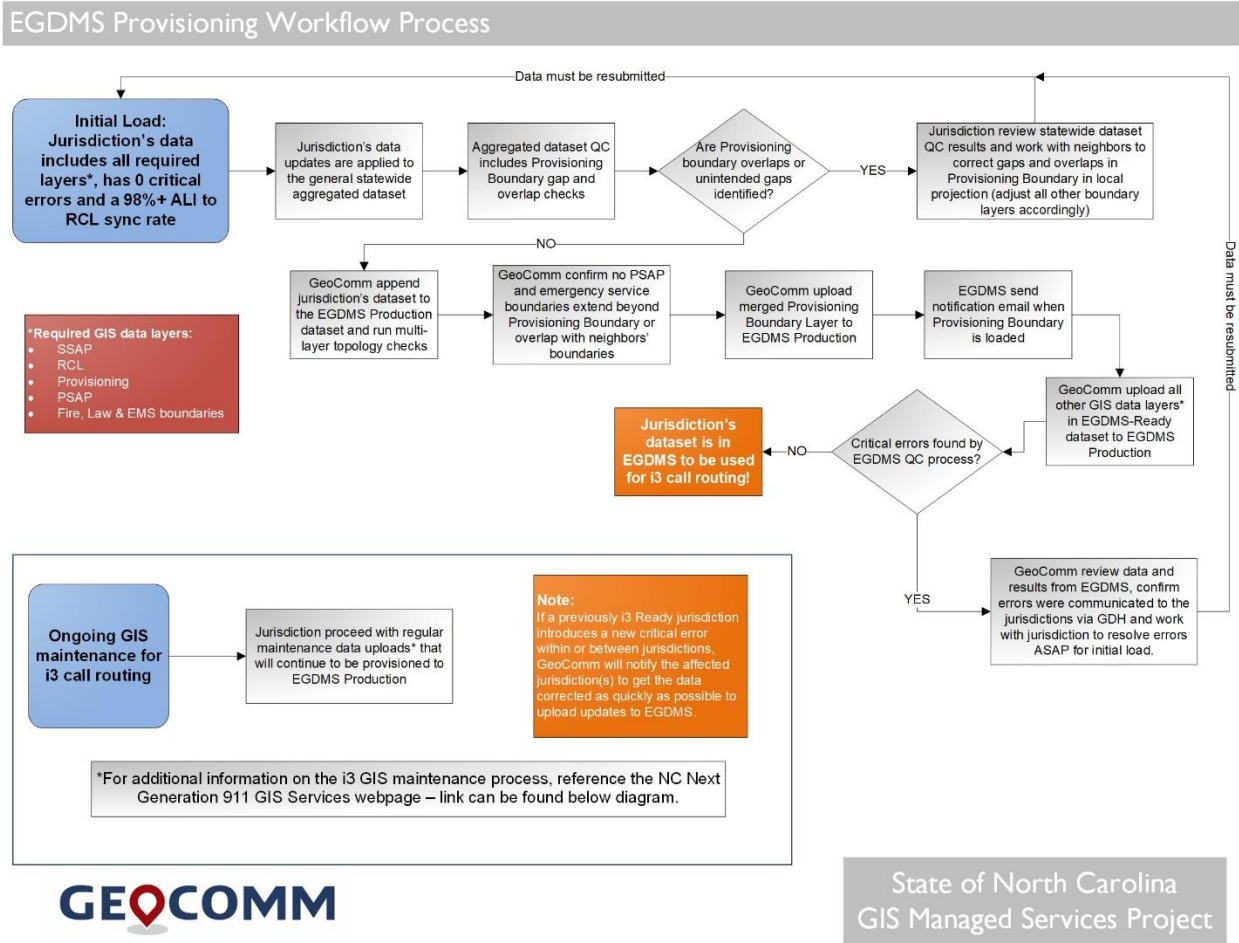 EGDMS Provisioning Workflow Process
Data must be resubmitted
Initial Load:
Jurisdiction's data
includes all required
layers*, has 0 critical
errors and a 98%+ ALI to
RCL sync rate
Jurisdiction's data
updates are applied to
the general statewide
aggregated dataset
Aggregated dataset QC
includes Provisioning
Boundary gap and
overlap checks
Are Provisioning
boundary overlaps or
unintended gaps
identified?
YES
Jurisdiction review statewide dataset
QC results and work with neighbors to
correct gaps and overlaps in
Provisioning Boundary in local
projection (adjust all other boundary
layers accordingly)
NO
Data must be resubmitted
GeoComm append
jurisdiction's dataset to
the EGDMS Production
dataset and run multi-
layer topology checks
GeoComm confirm no PSAP
and emergency service
boundaries extend beyond
Provisioning Boundary or
overlap with neighbors'
boundaries
GeoComm upload
merged Provisioning
Boundary Layer to
EGDMS Production
EGDMS send
notification email when
Provisioning Boundary
is loaded
*Required GIS data layers:
• SSAP
• RCL
• Provisioning
• PSAP
• Fire, Law & EMS boundaries
GeoComm upload all
other GIS data layers*
in EGDMS-Ready
dataset to EGDMS
Production
Critical errors found by
EGDMS QC process?
NO
Jurisdiction's
dataset is in
EGDMS to be used
for i3 call routing!
YES
GeoComm review data and
results from EGDMS, confirm
errors were communicated to the
jurisdictions via GDH and work
with jurisdiction to resolve errors
ASAP for initial load.
Ongoing GIS
maintenance for
i3 call routing
Jurisdiction proceed with regular
maintenance data uploads* that
will continue to be provisioned to
EGDMS Production
Note:
If a previously i3 Ready jurisdiction
introduces a new critical error
within or between jurisdictions,
GeoComm will notify the affected
jurisdiction(s) to get the data
corrected as quickly as possible to
upload updates to EGDMS.
*For additional information on the i3 GIS maintenance process, reference the NC Next
Generation 911 GIS Services webpage – link can be found below diagram.
GEOCOMM
State of North Carolina
GIS Managed Services Project